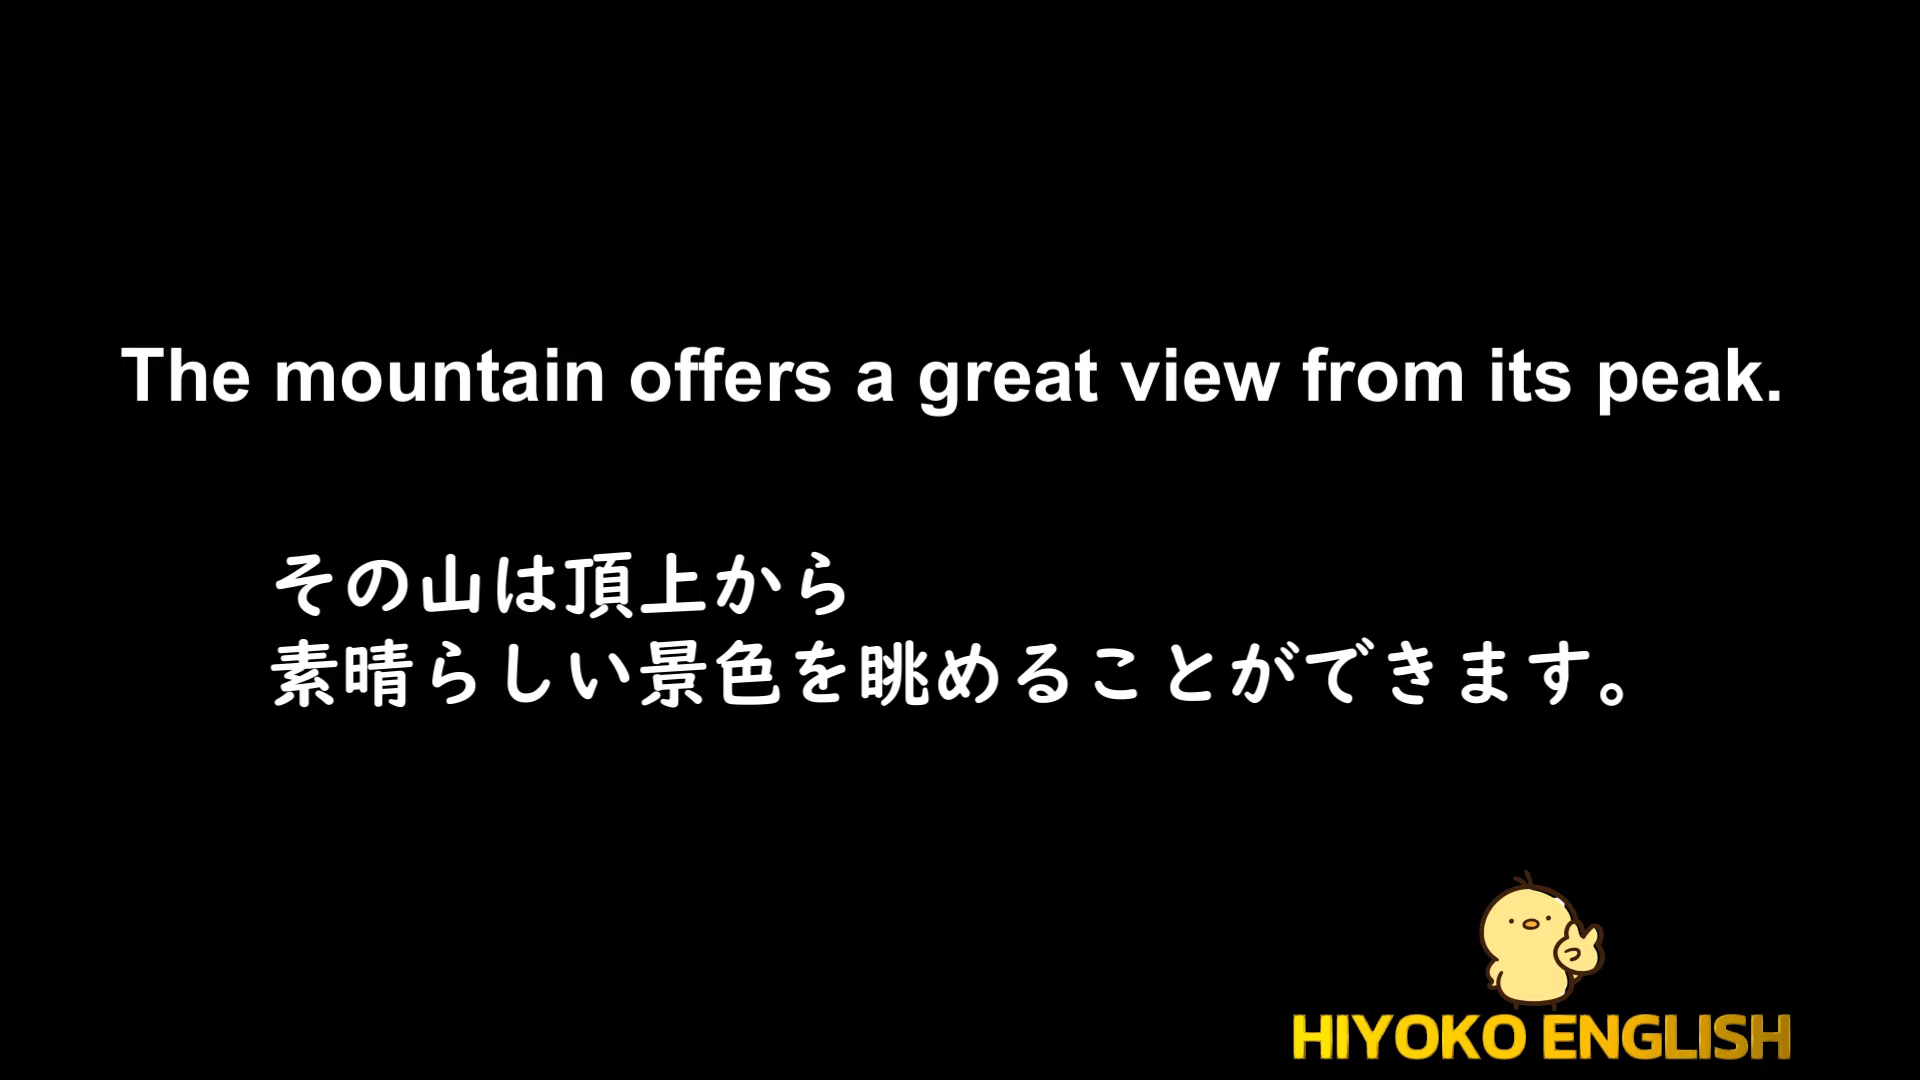 The mountain offers a great view from its peak.
その山は頂上から
素晴らしい景色を眺めることができます。
HIYOKO ENGLISH